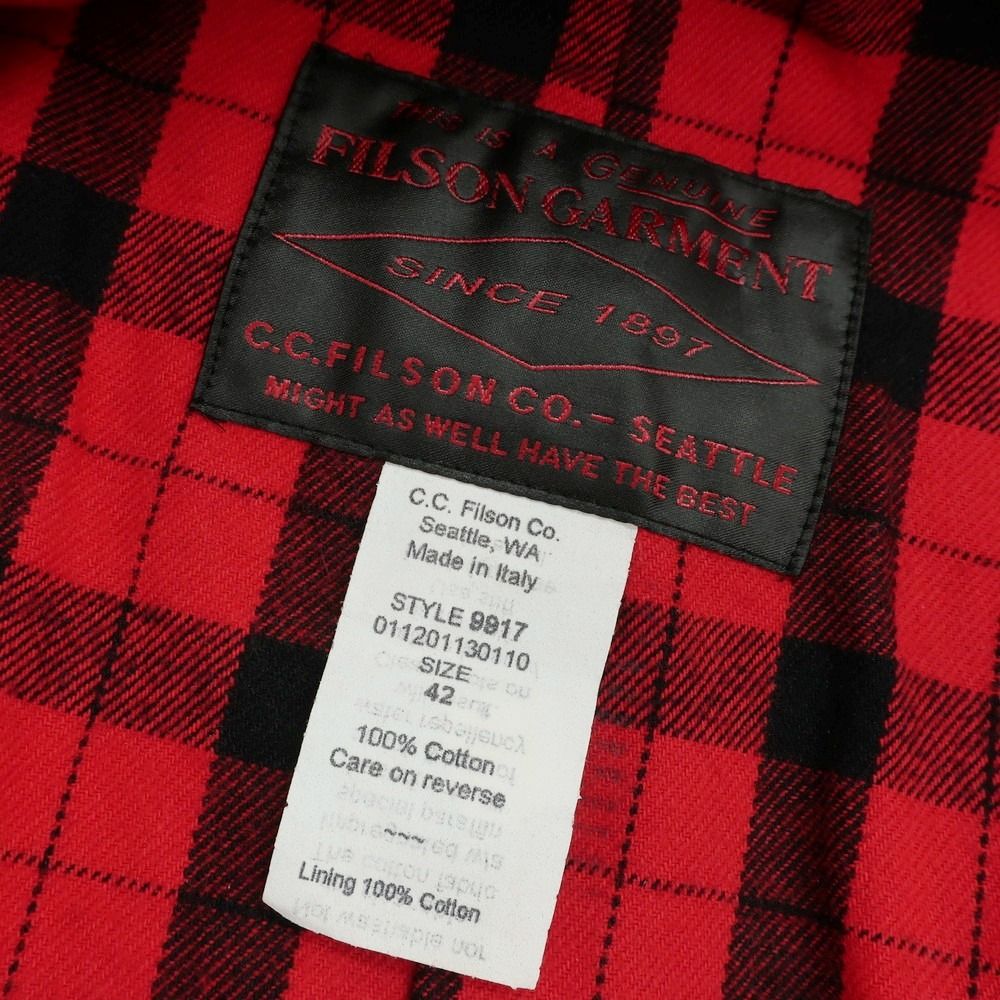 THIS IS A GENUINE
FILSON GARMENT
SINCE 1897
C.C.FILSON CO.– SEATTLE
MIGHT AS WELL HAVE THE BEST
C.C. Filson Co.
Seattle, WA
Made in Italy
STYLE 9917
011201130110
SIZE
42
100% Cotton
Care on reverse
~~~
Lining 100% Cotton